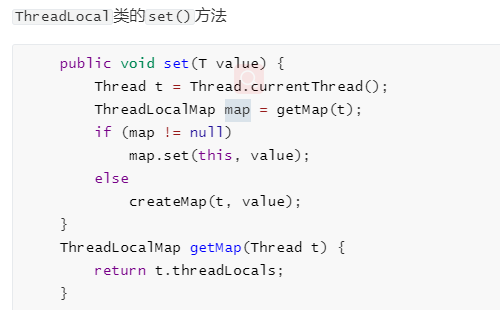 ThreadLocal类的set()方法
public void set(T value) {
Thread t = Thread.currentThread();
ThreadLocalMap map = getMap(t);
if (map != null)
map.set(this, value);
else
createMap(t, value);
}
ThreadLocalMap getMap(Thread t) {
return t.threadLocals;
}